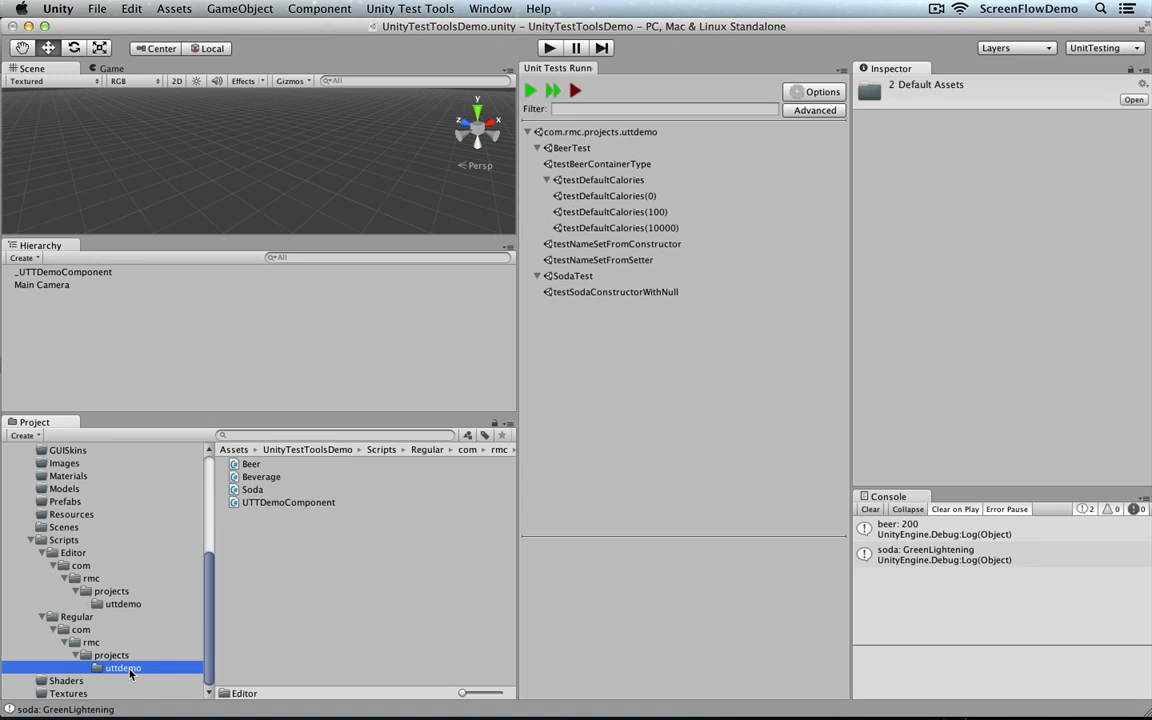 Unity File Edit Assets GameObject Component Unity Test Tools Window Help ScreenFlowDemo
UnityTestToolsDemo.unity – UnityTestToolsDemo – PC, Mac & Linux Standalone
Center Local Layers UnitTesting
Scene Game
Textured RGB 2D Effects Gizmos All
y
z x
Persp
Hierarchy
Create All
_UTTDemoComponent
Main Camera
Project
Create
GUISkins
Images
Materials
Models
Prefabs
Resources
Scenes
Scripts
Editor
com
rmc
projects
uttdemo
Regular
com
rmc
projects
uttdemo
Shaders
Textures
Assets UnityTestToolsDemo Scripts Regular com rmc
Beer
Beverage
Soda
UTTDemoComponent
Editor
Unit Tests Runn
Options
Filter: Advanced
com.rmc.projects.uttdemo
BeerTest
testBeerContainerType
testDefaultCalories
testDefaultCalories(0)
testDefaultCalories(100)
testDefaultCalories(10000)
testNameSetFromConstructor
testNameSetFromSetter
SodaTest
testSodaConstructorWithNull
Inspector
2 Default Assets
Open
Console
Clear Collapse Clear on Play Error Pause 2 0 0
beer: 200
UnityEngine.Debug:Log(Object)
soda: GreenLightening
UnityEngine.Debug:Log(Object)
soda: GreenLightening